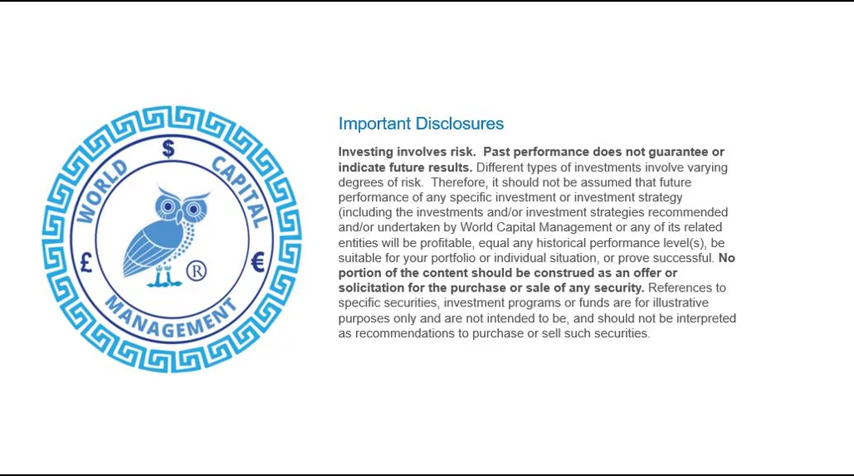 WORLD $ CAPITAL
£ ® €
MANAGEMENT
Important Disclosures
Investing involves risk.  Past performance does not guarantee or
indicate future results. Different types of investments involve varying
degrees of risk.  Therefore, it should not be assumed that future
performance of any specific investment or investment strategy
(including the investments and/or investment strategies recommended
and/or undertaken by World Capital Management or any of its related
entities will be profitable, equal any historical performance level(s), be
suitable for your portfolio or individual situation, or prove successful. No
portion of the content should be construed as an offer or
solicitation for the purchase or sale of any security. References to
specific securities, investment programs or funds are for illustrative
purposes only and are not intended to be, and should not be interpreted
as recommendations to purchase or sell such securities.